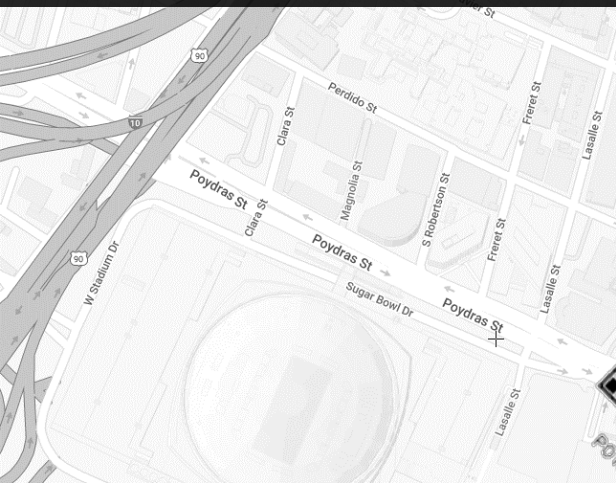 90
Perdido St
Freret St
Lasalle St
Clara St
10
Poydras St
Magnolia St
S Robertson St
Clara St
Freret St
Poydras St
90
W Stadium Dr
Sugar Bowl Dr
Lasalle St
Poydras St
Lasalle St